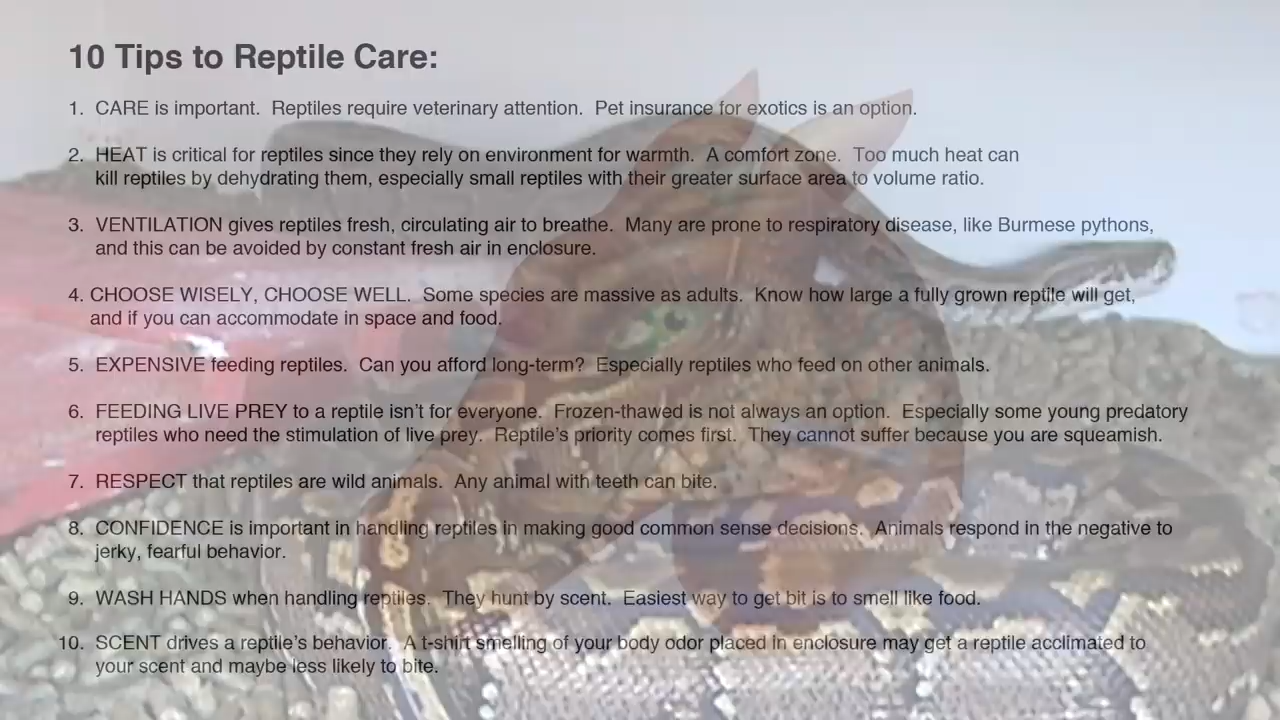 10 Tips to Reptile Care:
1. CARE is important. Reptiles require veterinary attention. Pet insurance for exotics is an option.
2. HEAT is critical for reptiles since they rely on environment for warmth. A comfort zone. Too much heat can
kill reptiles by dehydrating them, especially small reptiles with their greater surface area to volume ratio.
3. VENTILATION gives reptiles fresh, circulating air to breathe. Many are prone to respiratory disease, like Burmese pythons,
and this can be avoided by constant fresh air in enclosure.
4. CHOOSE WISELY, CHOOSE WELL. Some species are massive as adults. Know how large a fully grown reptile will get,
and if you can accommodate in space and food.
5. EXPENSIVE feeding reptiles. Can you afford long-term? Especially reptiles who feed on other animals.
6. FEEDING LIVE PREY to a reptile isn't for everyone. Frozen-thawed is not always an option. Especially some young predatory
reptiles who need the stimulation of live prey. Reptile's priority comes first. They cannot suffer because you are squeamish.
7. RESPECT that reptiles are wild animals. Any animal with teeth can bite.
8. CONFIDENCE is important in handling reptiles in making good common sense decisions. Animals respond in the negative to
jerky, fearful behavior.
9. WASH HANDS when handling reptiles. They hunt by scent. Easiest way to get bit is to smell like food.
10. SCENT drives a reptile's behavior. A t-shirt smelling of your body odor placed in enclosure may get a reptile acclimated to
your scent and maybe less likely to bite.